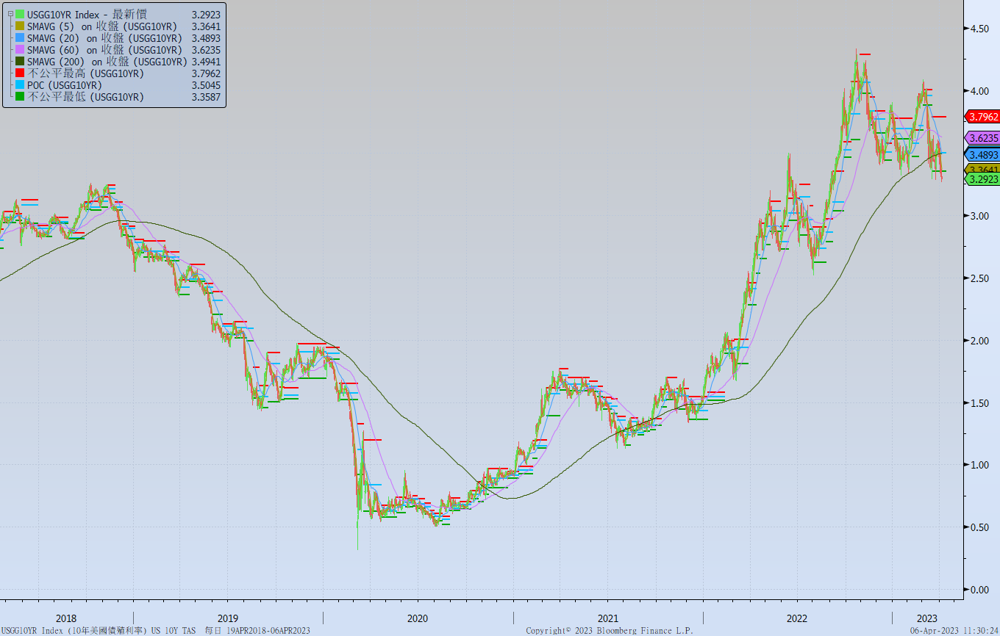 USGG10YR Index - 最新價 3.2923
SMAVG (5) on 收盤 (USGG10YR) 3.3641
SMAVG (20) on 收盤 (USGG10YR) 3.4893
SMAVG (60) on 收盤 (USGG10YR) 3.6235
SMAVG (200) on 收盤 (USGG10YR) 3.4941
不公平最高 (USGG10YR) 3.7962
POC (USGG10YR) 3.5045
不公平最低 (USGG10YR) 3.3587
4.50
4.00
3.7962
3.6235
3.4893
3.3641
3.2923
3.00
2.50
2.00
1.50
1.00
0.50
0.00
2018 2019 2020 2021 2022 2023
USGG10YR Index (10年美國債殖利率) US 10Y TAS 每日 19APR2018-06APR2023 Copyright© 2023 Bloomberg Finance L.P. 06-Apr-2023 11:30:24